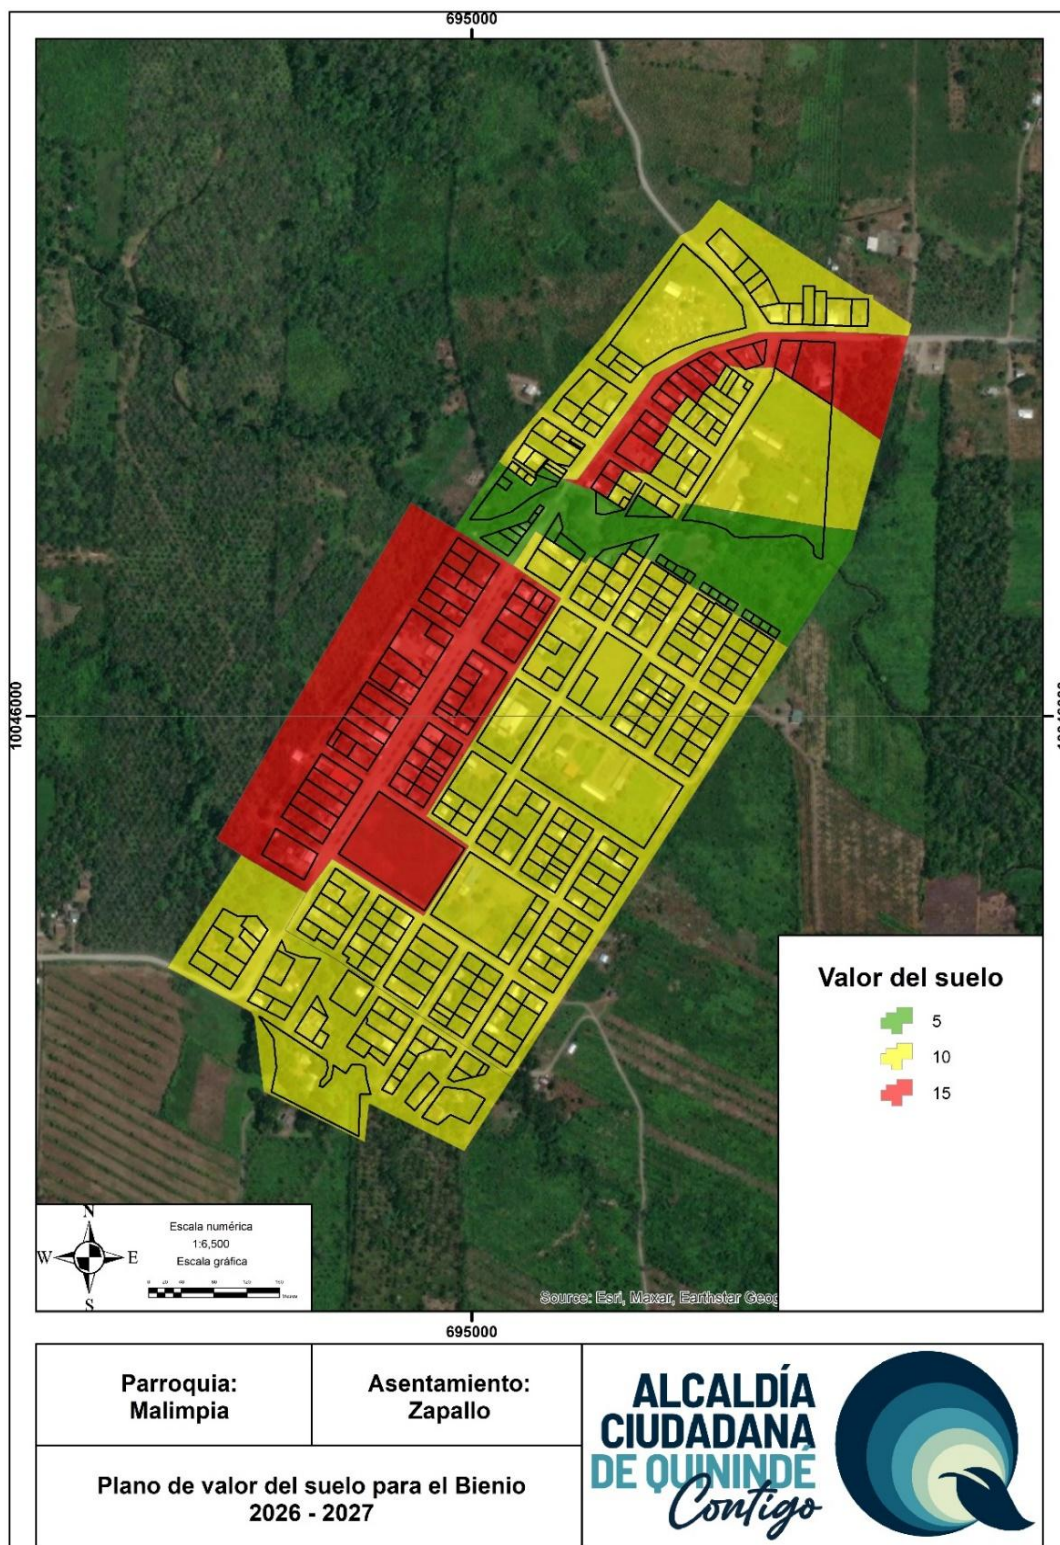 695000
10046000
Valor del suelo
5
10
15
N
W E
S
Escala numérica
1:6,500
Escala gráfica
Source: Esri, Maxar, Earthstar Geog
695000
Parroquia:
Malimpia
Asentamiento:
Zapallo
Plano de valor del suelo para el Bienio
2026 - 2027
ALCALDÍA
CIUDADANA
DE QUININDÉ
Contigo